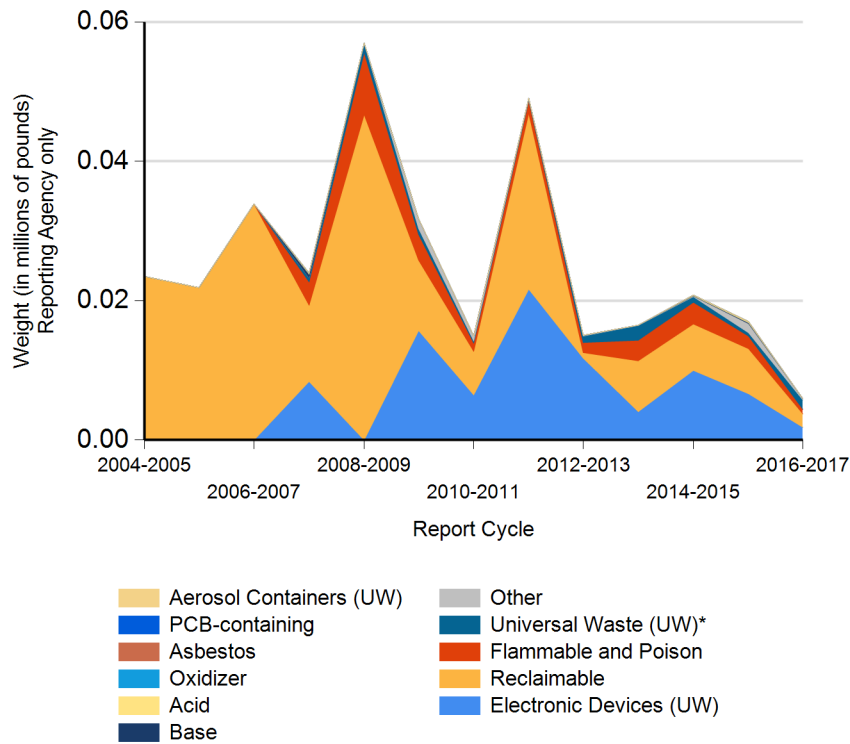 0.06
0.04
0.02
0.00
Weight (in millions of pounds)
Reporting Agency only
2004-2005
2006-2007
2008-2009
2010-2011
2012-2013
2014-2015
2016-2017
Report Cycle
Aerosol Containers (UW)
PCB-containing
Asbestos
Oxidizer
Acid
Base
Other
Universal Waste (UW)*
Flammable and Poison
Reclaimable
Electronic Devices (UW)